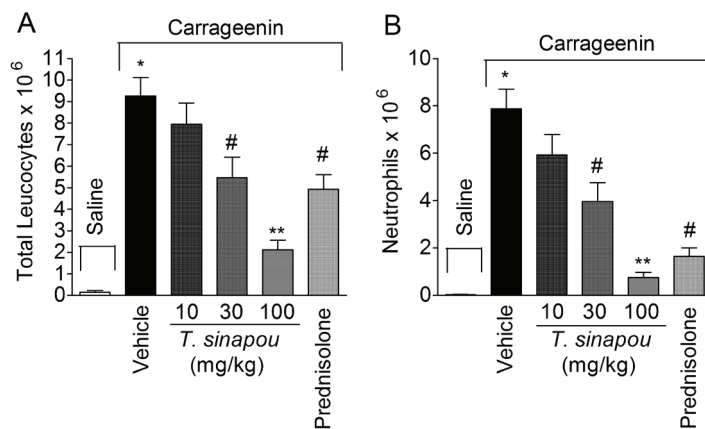 A
Carrageenin
Total Leucocytes x 10^6
11
10
9
8
7
6
5
4
3
2
1
0
Saline
*
#
**
#
Vehicle
10 30 100
T. sinapou
(mg/kg)
Prednisolone
B
Carrageenin
Neutrophils x 10^6
10
8
6
4
2
0
Saline
*
#
**
#
Vehicle
10 30 100
T. sinapou
(mg/kg)
Prednisolone